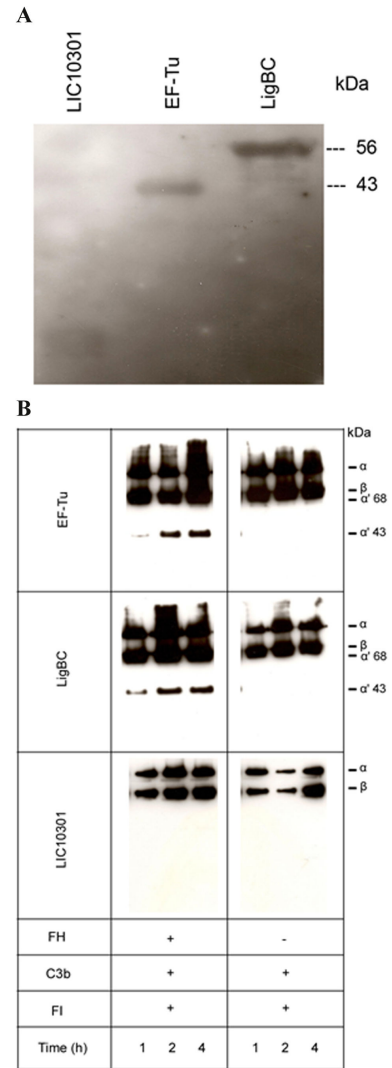 A
LIC10301
EF-Tu
LigBC
kDa
--- 56
--- 43
B
kDa
EF-Tu
α
β
α' 68
α' 43
LigBC
α
β
α' 68
α' 43
LIC10301
α
β
FH + -
C3b + +
FI + +
Time (h) 1 2 4 1 2 4